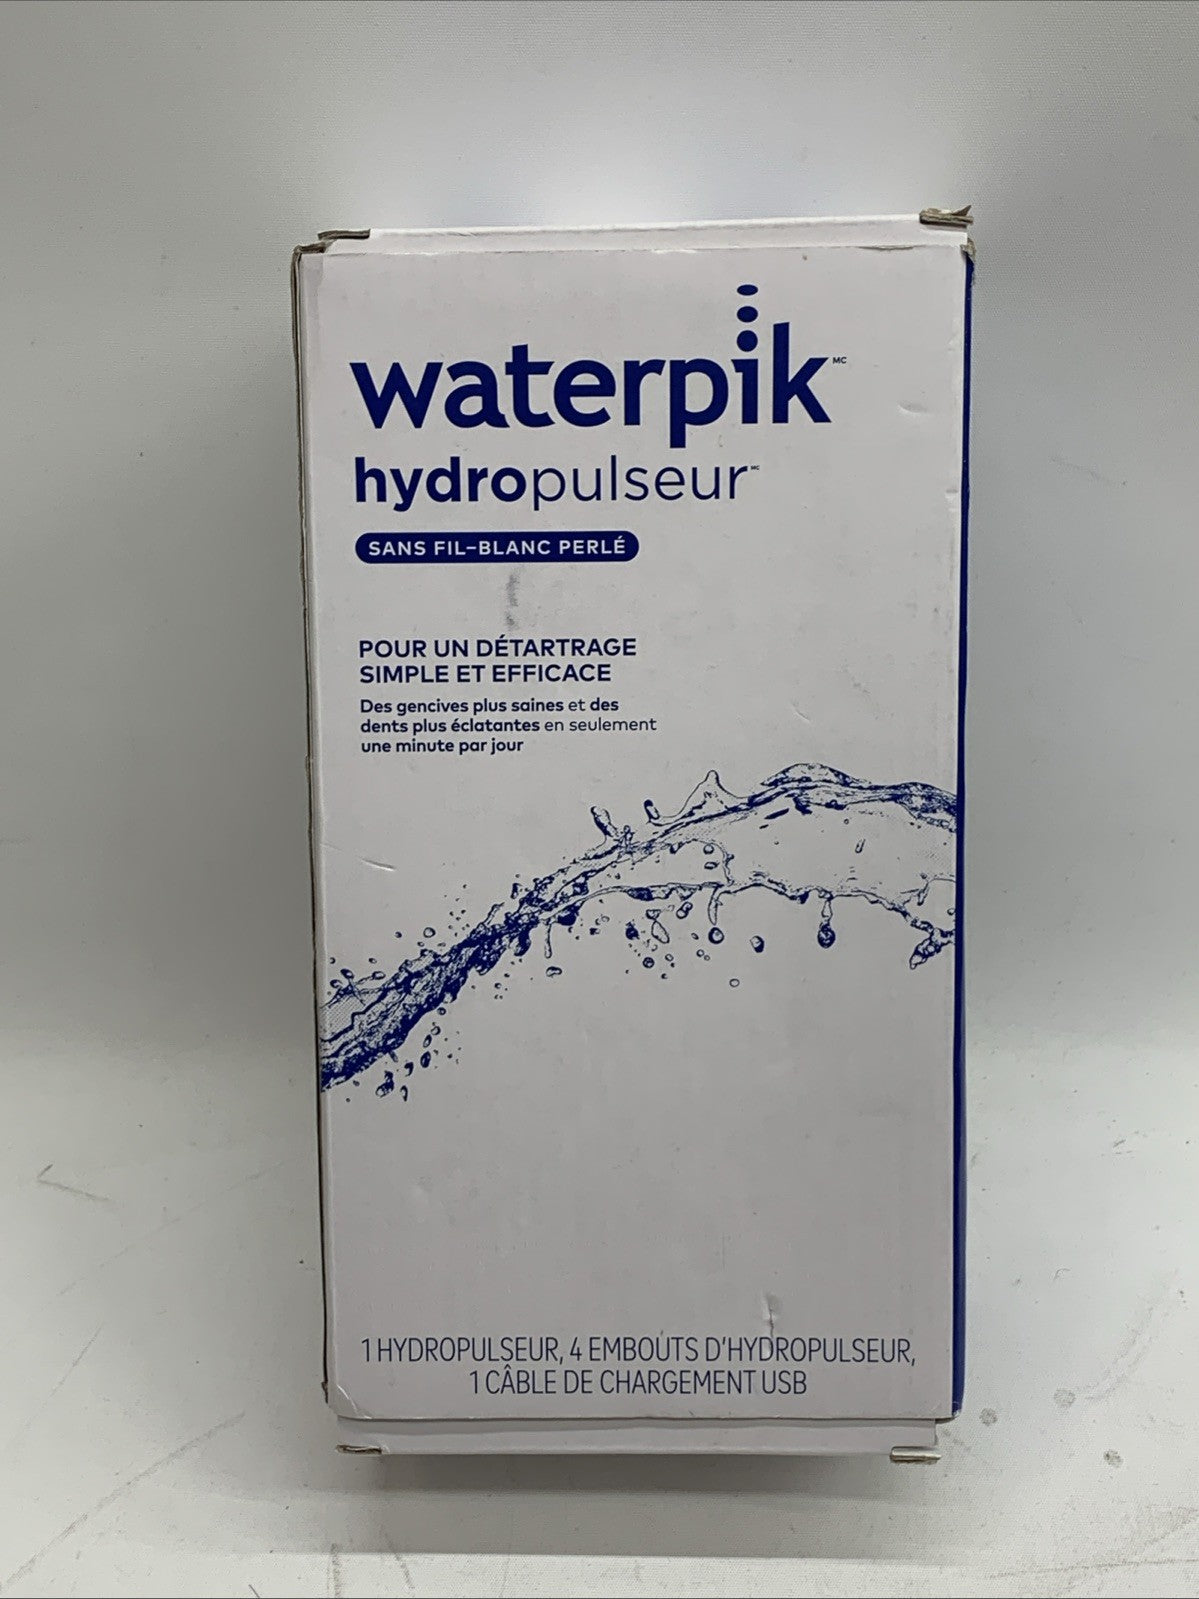 waterpik MC
hydropulseur MC
SANS FIL–BLANC PERLÉ
POUR UN DÉTARTRAGE
SIMPLE ET EFFICACE
Des gencives plus saines et des
dents plus éclatantes en seulement
une minute par jour
1 HYDROPULSEUR, 4 EMBOUTS D'HYDROPULSEUR,
1 CÂBLE DE CHARGEMENT USB